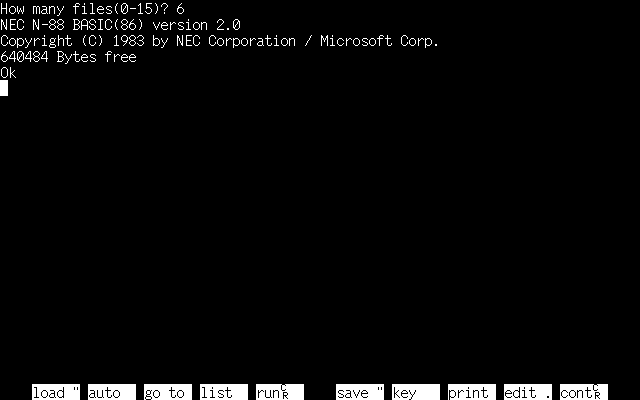 How many files(0-15)? 6
NEC N-88 BASIC(86) version 2.0
Copyright (C) 1983 by NEC Corporation / Microsoft Corp.
640484 Bytes free
Ok
load " auto go to list run␍ save " key print edit . cont␍